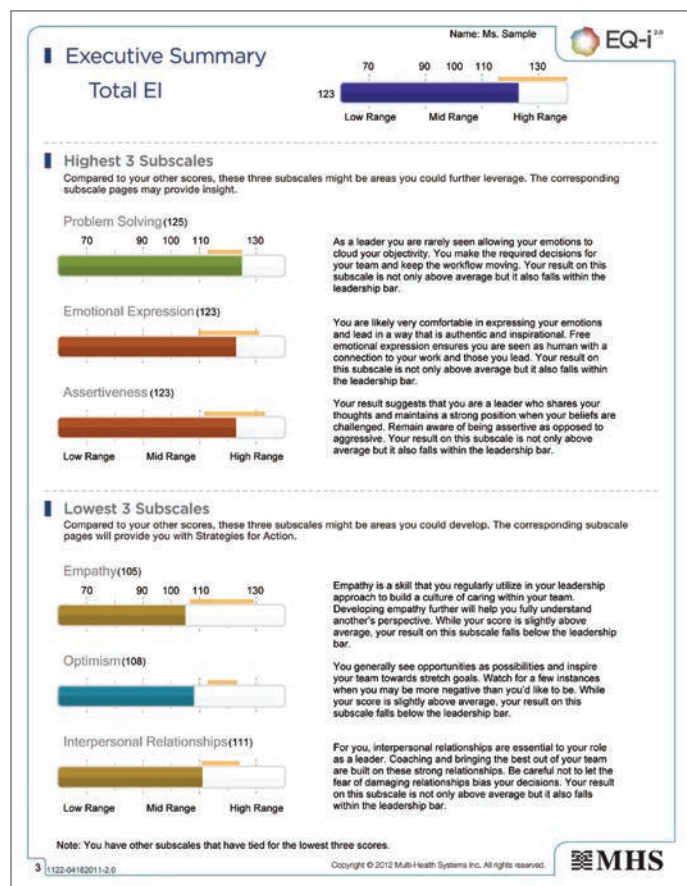 Name: Ms. Sample
EQ-i 2.0
Executive Summary
Total EI
70 90 100 110 130
123
Low Range Mid Range High Range
Highest 3 Subscales
Compared to your other scores, these three subscales might be areas you could further leverage. The corresponding
subscale pages may provide insight.
Problem Solving(125)
70 90 100 110 130
As a leader you are rarely seen allowing your emotions to
cloud your objectivity. You make the required decisions for
your team and keep the workflow moving. Your result on this
subscale is not only above average but it also falls within the
leadership bar.
Emotional Expression(123)
You are likely very comfortable in expressing your emotions
and lead in a way that is authentic and inspirational. Free
emotional expression ensures you are seen as human with a
connection to your work and those you lead. Your result on
this subscale is not only above average but it also falls within
the leadership bar.
Assertiveness(123)
Your result suggests that you are a leader who shares your
thoughts and maintains a strong position when your beliefs are
challenged. Remain aware of being assertive as opposed to
aggressive. Your result on this subscale is not only above
average but it also falls within the leadership bar.
Low Range Mid Range High Range
Lowest 3 Subscales
Compared to your other scores, these three subscales might be areas you could develop. The corresponding subscale
pages will provide you with Strategies for Action.
Empathy(105)
70 90 100 110 130
Empathy is a skill that you regularly utilize in your leadership
approach to build a culture of caring within your team.
Developing empathy further will help you fully understand
another's perspective. While your score is slightly above
average, your result on this subscale falls below the leadership
bar.
Optimism(108)
You generally see opportunities as possibilities and inspire
your team towards stretch goals. Watch for a few instances
when you may be more negative than you'd like to be. While
your score is slightly above average, your result on this
subscale falls below the leadership bar.
Interpersonal Relationships(111)
For you, interpersonal relationships are essential to your role
as a leader. Coaching and bringing the best out of your team
are built on these strong relationships. Be careful not to let the
fear of damaging relationships bias your decisions. Your result
on this subscale is not only above average but it also falls
within the leadership bar.
Low Range Mid Range High Range
Note: You have other subscales that have tied for the lowest three scores.
3 1122-04182011-2.0
Copyright © 2012 Multi-Health Systems Inc. All rights reserved.
MHS